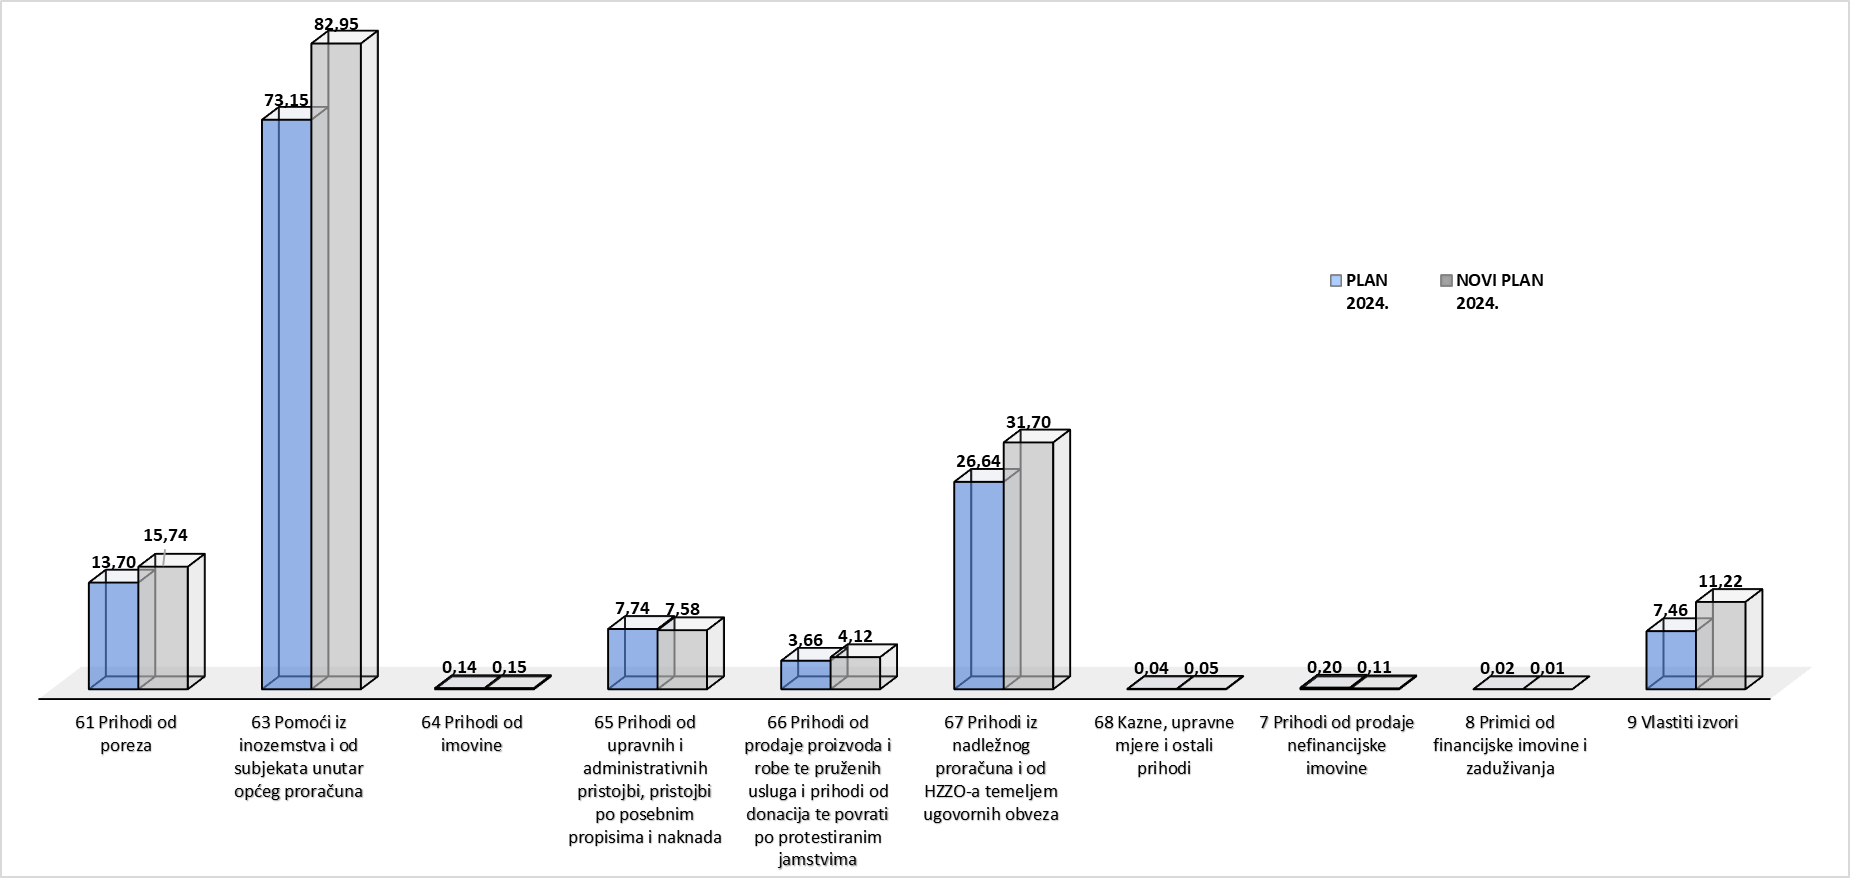 82,95
73,15
PLAN
2024.
NOVI PLAN
2024.
31,70
26,64
15,74
13,70
11,22
7,74
7,58
7,46
3,66
4,12
0,14
0,15
0,04
0,05
0,20
0,11
0,02
0,01
61 Prihodi od
poreza
63 Pomoći iz
inozemstva i od
subjekata unutar
općeg proračuna
64 Prihodi od
imovine
65 Prihodi od
upravnih i
administrativnih
pristojbi, pristojbi
po posebnim
propisima i naknada
66 Prihodi od
prodaje proizvoda i
robe te pruženih
usluga i prihodi od
donacija te povrati
po protestiranim
jamstvima
67 Prihodi iz
nadležnog
proračuna i od
HZZO-a temeljem
ugovornih obveza
68 Kazne, upravne
mjere i ostali
prihodi
7 Prihodi od prodaje
nefinancijske
imovine
8 Primici od
financijske imovine i
zaduživanja
9 Vlastiti izvori